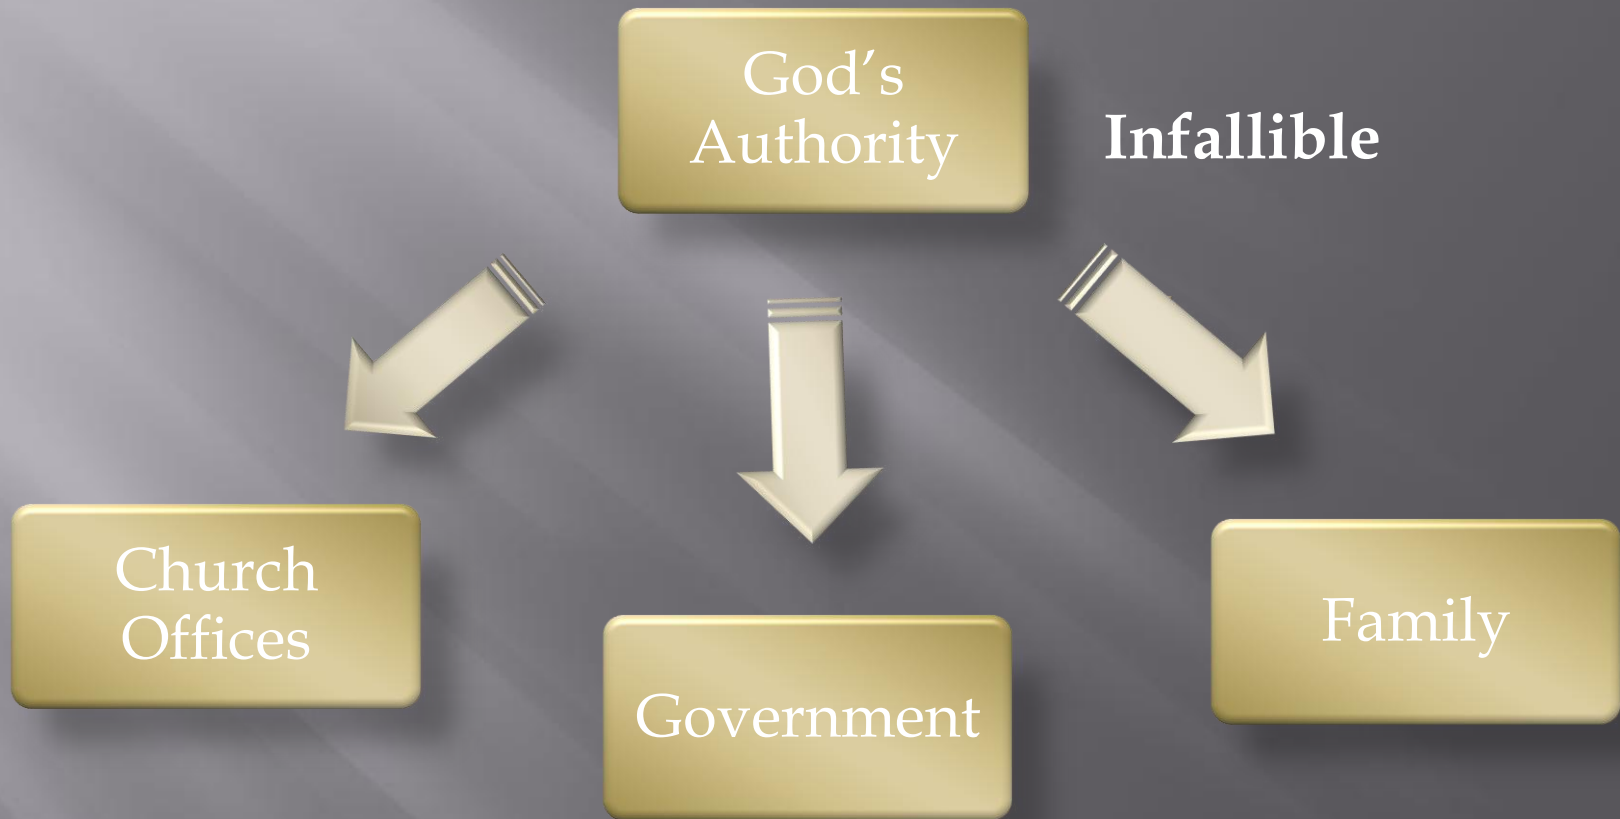 God’s
Authority
Infallible
Church
Offices
Government
Family